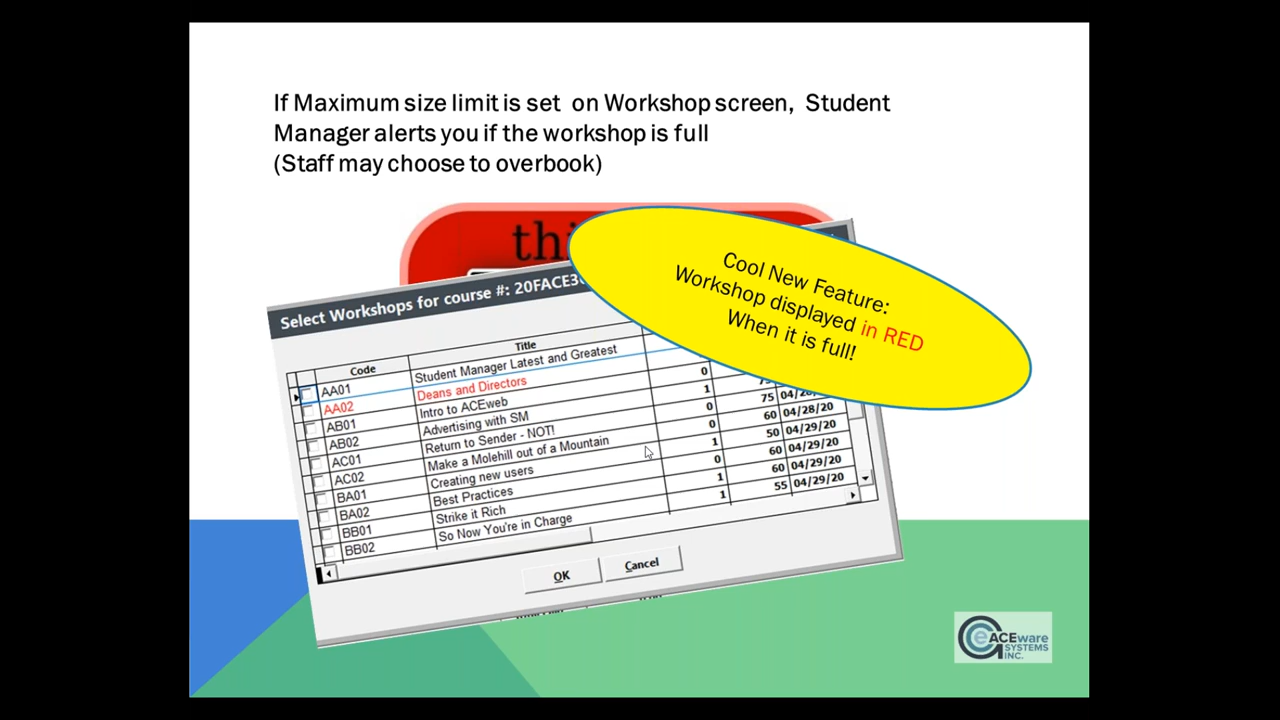 If Maximum size limit is set on Workshop screen, Student
Manager alerts you if the workshop is full
(Staff may choose to overbook)
Cool New Feature:
Workshop displayed in RED
When it is full!
Select Workshops for course #: 20FACE3
Code Title
AA01 Student Manager Latest and Greatest
AA02 Deans and Directors 0
AB01 Intro to ACEweb 1 75
AB02 Advertising with SM 0 60 04/28/20
AC01 Return to Sender - NOT! 0 50 04/29/20
AC02 Make a Molehill out of a Mountain 1 60 04/29/20
BA01 Creating new users 0 60 04/29/20
BA02 Best Practices 1 55 04/29/20
BB01 Strike it Rich 1
BB02 So Now You're in Charge
OK Cancel
ACEware
SYSTEMS
INC.